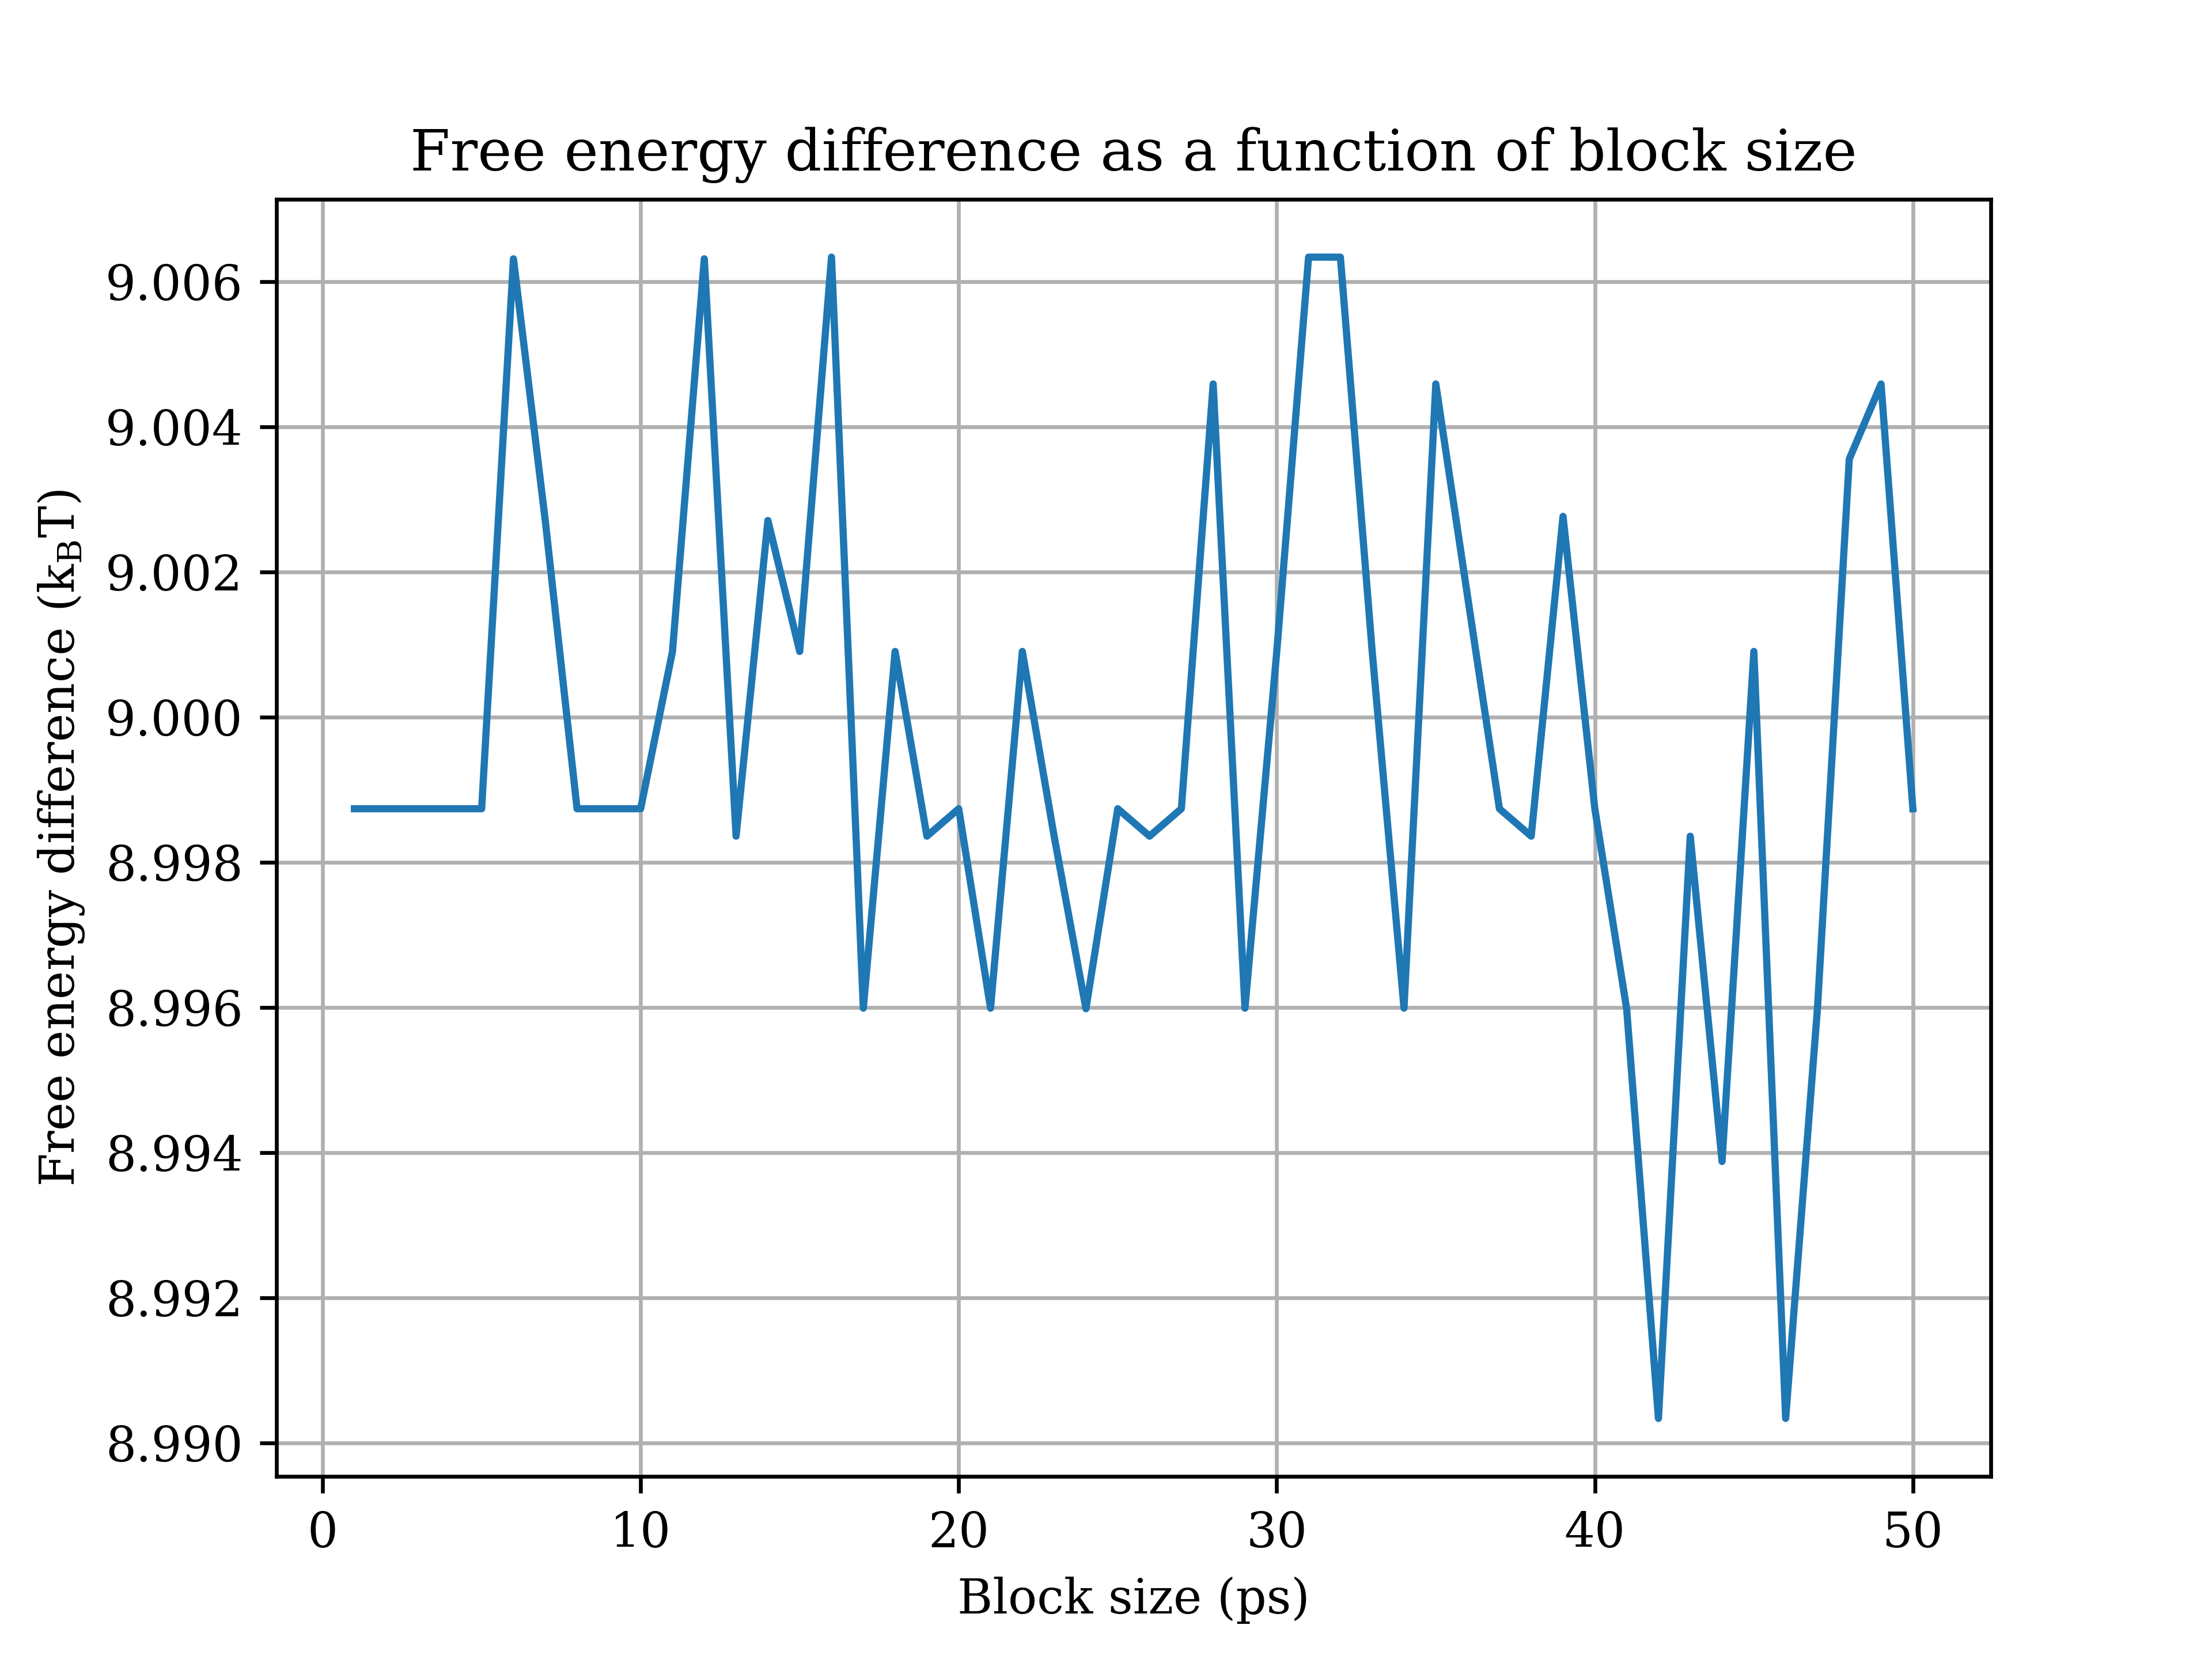 Free energy difference as a function of block size
Free energy difference (k_BT)
9.006
9.004
9.002
9.000
8.998
8.996
8.994
8.992
8.990
0 10 20 30 40 50
Block size (ps)